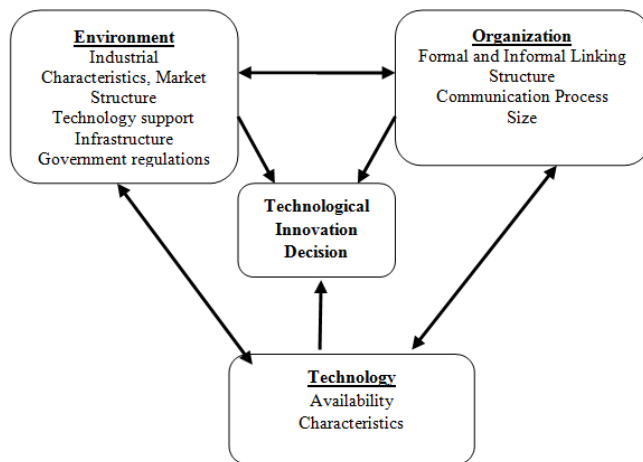 Environment
Industrial
Characteristics, Market
Structure
Technology support
Infrastructure
Government regulations
Organization
Formal and Informal Linking
Structure
Communication Process
Size
Technological
Innovation
Decision
Technology
Availability
Characteristics